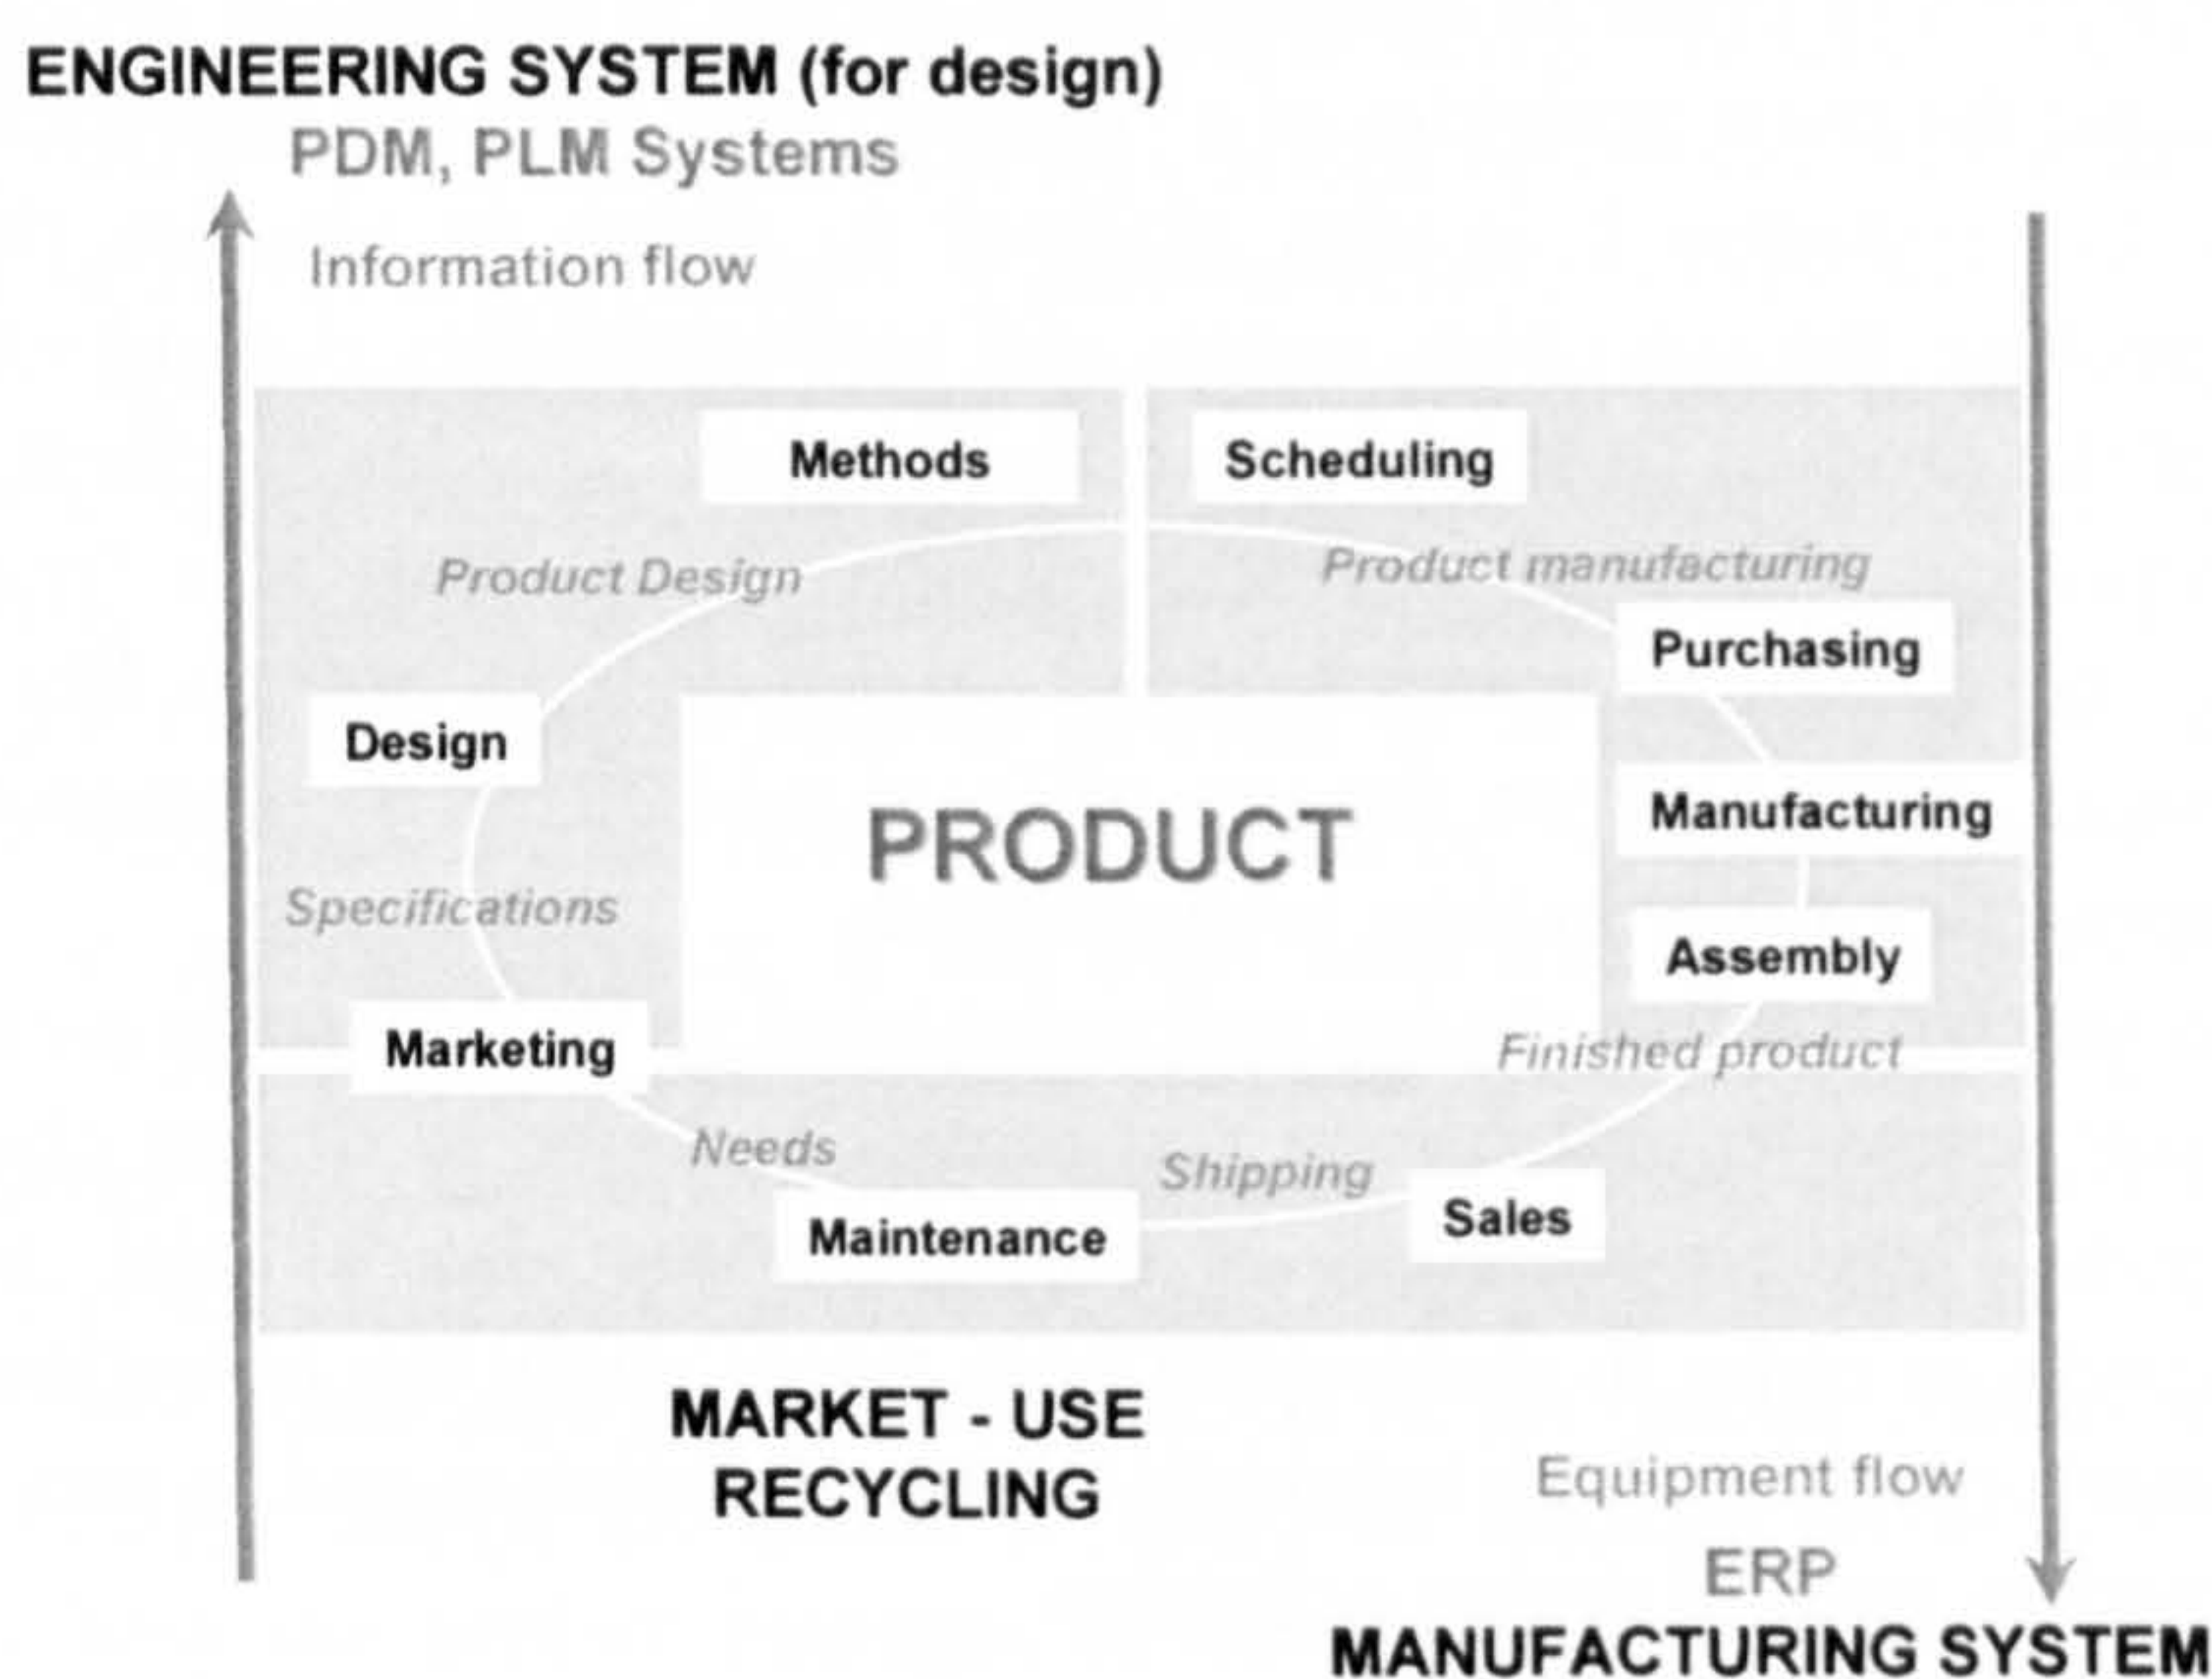 ENGINEERING SYSTEM (for design)
PDM, PLM Systems
Information flow
Methods
Scheduling
Product Design
Product manufacturing
Purchasing
Design
Manufacturing
PRODUCT
Specifications
Assembly
Marketing
Finished product
Needs
Shipping
Maintenance
Sales
MARKET - USE
RECYCLING
Equipment flow
ERP
MANUFACTURING SYSTEM